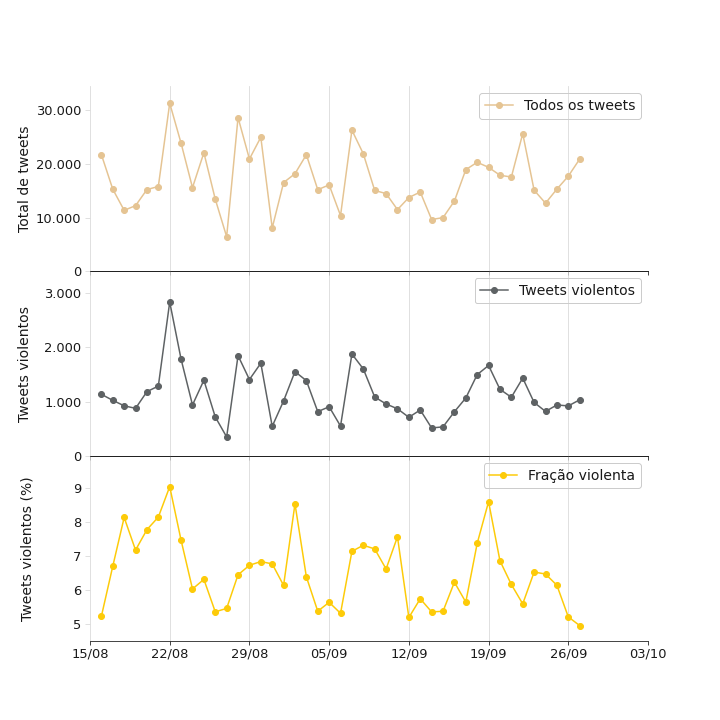 Todos os tweets
Total de tweets
30.000
20.000
10.000
0
Tweets violentos
Tweets violentos
3.000
2.000
1.000
0
Fração violenta
Tweets violentos (%)
9
8
7
6
5
15/08 22/08 29/08 05/09 12/09 19/09 26/09 03/10